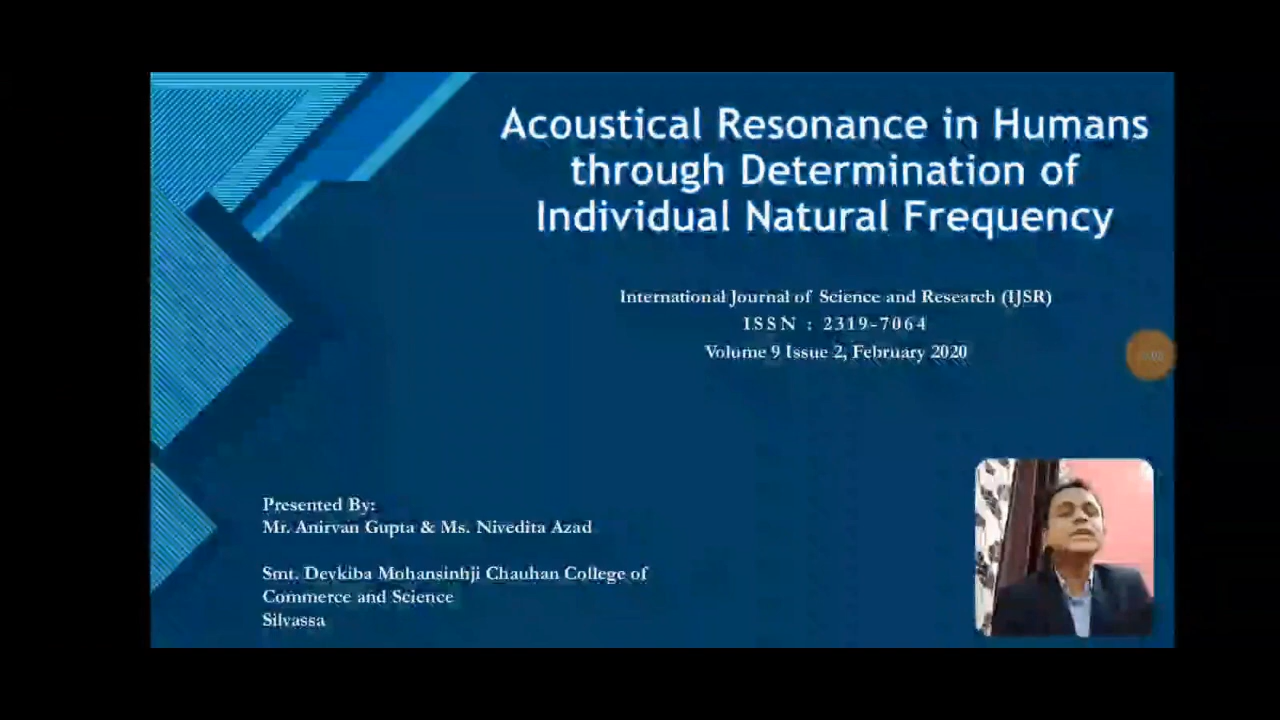 Acoustical Resonance in Humans
through Determination of
Individual Natural Frequency
International Journal of Science and Research (IJSR)
ISSN : 2319-7064
Volume 9 Issue 2, February 2020
Presented By:
Mr. Anirvan Gupta & Ms. Nivedita Azad
Smt. Devkiba Mohansinhji Chauhan College of
Commerce and Science
Silvassa